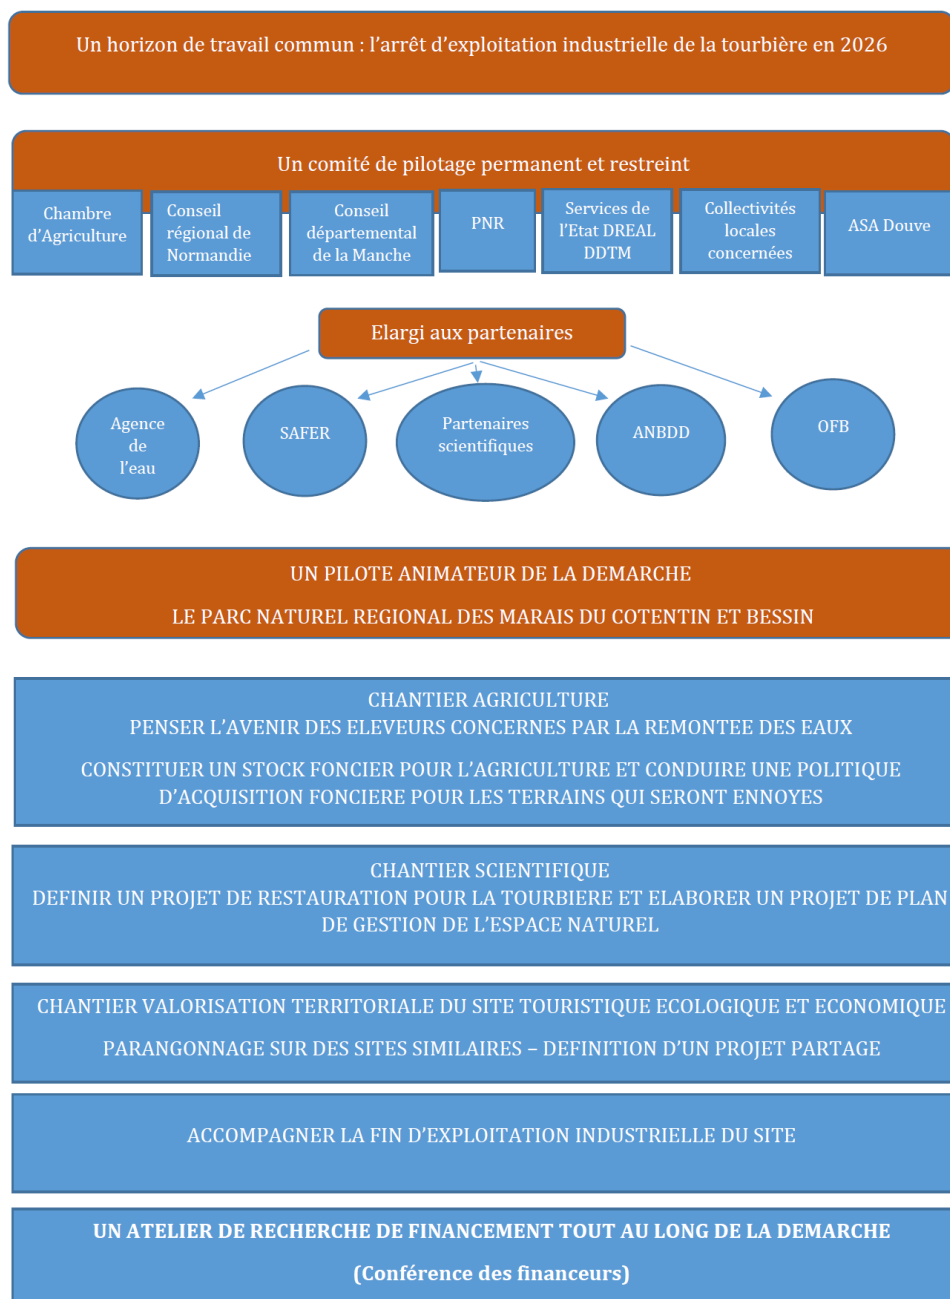 Un horizon de travail commun : l’arrêt d’exploitation industrielle de la tourbière en 2026
Un comité de pilotage permanent et restreint
Chambre
d’Agriculture
Conseil
régional de
Normandie
Conseil
départemental
de la Manche
PNR
Services de
l’Etat DREAL
DDTM
Collectivités
locales
concernées
ASA Douve
Elargi aux partenaires
Agence
de
l’eau
SAFER
Partenaires
scientifiques
ANBDD
OFB
UN PILOTE ANIMATEUR DE LA DEMARCHE
LE PARC NATUREL REGIONAL DES MARAIS DU COTENTIN ET BESSIN
CHANTIER AGRICULTURE
PENSER L’AVENIR DES ELEVEURS CONCERNES PAR LA REMONTEE DES EAUX
CONSTITUER UN STOCK FONCIER POUR L’AGRICULTURE ET CONDUIRE UNE POLITIQUE
D’ACQUISITION FONCIERE POUR LES TERRAINS QUI SERONT ENNOYES
CHANTIER SCIENTIFIQUE
DEFINIR UN PROJET DE RESTAURATION POUR LA TOURBIERE ET ELABORER UN PROJET DE PLAN
DE GESTION DE L’ESPACE NATUREL
CHANTIER VALORISATION TERRITORIALE DU SITE TOURISTIQUE ECOLOGIQUE ET ECONOMIQUE
PARANGONNAGE SUR DES SITES SIMILAIRES – DEFINITION D’UN PROJET PARTAGE
ACCOMPAGNER LA FIN D’EXPLOITATION INDUSTRIELLE DU SITE
UN ATELIER DE RECHERCHE DE FINANCEMENT TOUT AU LONG DE LA DEMARCHE
(Conférence des financeurs)